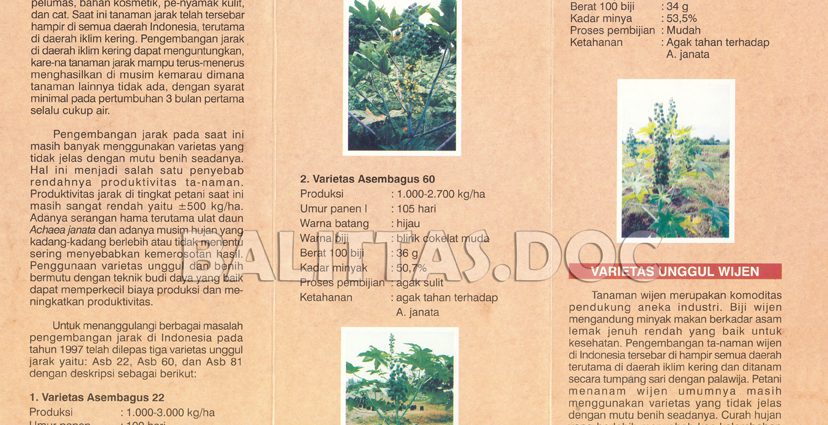 pelumas, bahan kosmetik, pe-nyamak kulit,
dan cat. Saat ini tanaman jarak telah tersebar
hampir di semua daerah Indonesia, terutama
di daerah iklim kering. Pengembangan jarak
di daerah iklim kering dapat menguntungkan,
kare-na tanaman jarak mampu terus-menerus
menghasilkan di musim kemarau dimana
tanaman lainnya tidak ada, dengan syarat
minimal pada pertumbuhan 3 bulan pertama
selalu cukup air.
Pengembangan jarak pada saat ini
masih banyak menggunakan varietas yang
tidak jelas dengan mutu benih seadanya.
Hal ini menjadi salah satu penyebab
rendahnya produktivitas ta-naman.
Produktivitas jarak di tingkat petani saat ini
masih sangat rendah yaitu ±500 kg/ha.
Adanya serangan hama terutama ulat daun
Achaea janata dan adanya musim hujan yang
kadang-kadang berlebih atau tidak menentu
sering menyebabkan kemerosotan hasil.
Penggunaan varietas unggul dan benih
bermutu dengan teknik budi daya yang baik
dapat memperkecil biaya produksi dan me-
ningkatkan produktivitas.
Untuk menanggulangi berbagai masalah
pengembangan jarak di Indonesia pada
tahun 1997 telah dilepas tiga varietas unggul
jarak yaitu: Asb 22, Asb 60, dan Asb 81
dengan deskripsi sebagai berikut:
1. Varietas Asembagus 22
Produksi : 1.000-3.000 kg/ha
Umur panen : 100 hari
2. Varietas Asembagus 60
Produksi : 1.000-2.700 kg/ha
Umur panen I : 105 hari
Warna batang : hijau
Warna biji : blirik cokelat muda
Berat 100 biji : 36 g
Kadar minyak : 50,7%
Proses pembijian : agak sulit
Ketahanan : agak tahan terhadap
A. janata
Berat 100 biji : 34 g
Kadar minya : 53,5%
Proses pembijian : Mudah
Ketahanan : Agak tahan terhadap
A. janata
VARIETAS UNGGUL WIJEN
Tanaman wijen merupakan komoditas
pendukung aneka industri. Biji wijen
mengandung minyak makan berkadar asam
lemak jenuh rendah yang baik untuk
kesehatan. Pengembangan ta-naman wijen
di Indonesia tersebar di hampir semua daerah
terutama di daerah iklim kering dan ditanam
secara tumpang sari dengan palawija. Petani
menanam wijen umumnya masih
menggunakan varietas yang tidak jelas
dengan mutu benih seadanya. Curah hujan
BALITTAS.DOC